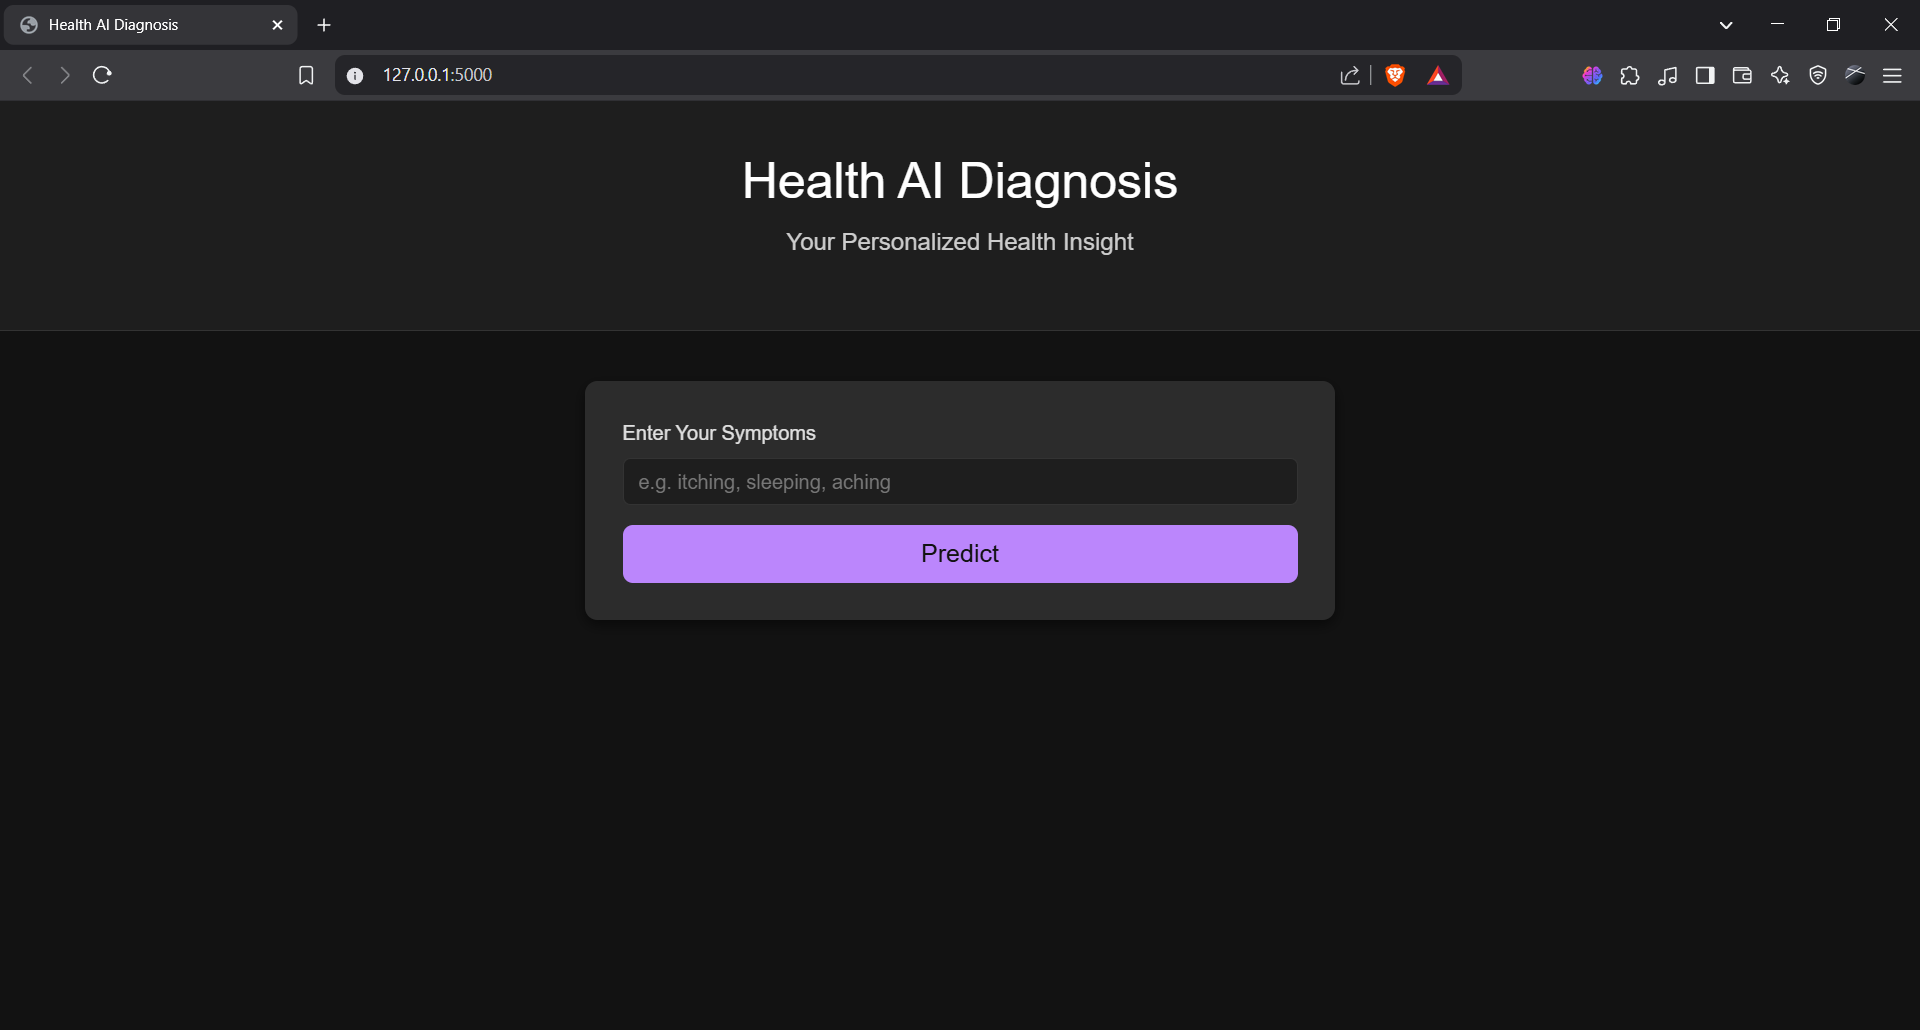 Health AI Diagnosis
127.0.0.1:5000
Health AI Diagnosis
Your Personalized Health Insight
Enter Your Symptoms
e.g. itching, sleeping, aching
Predict